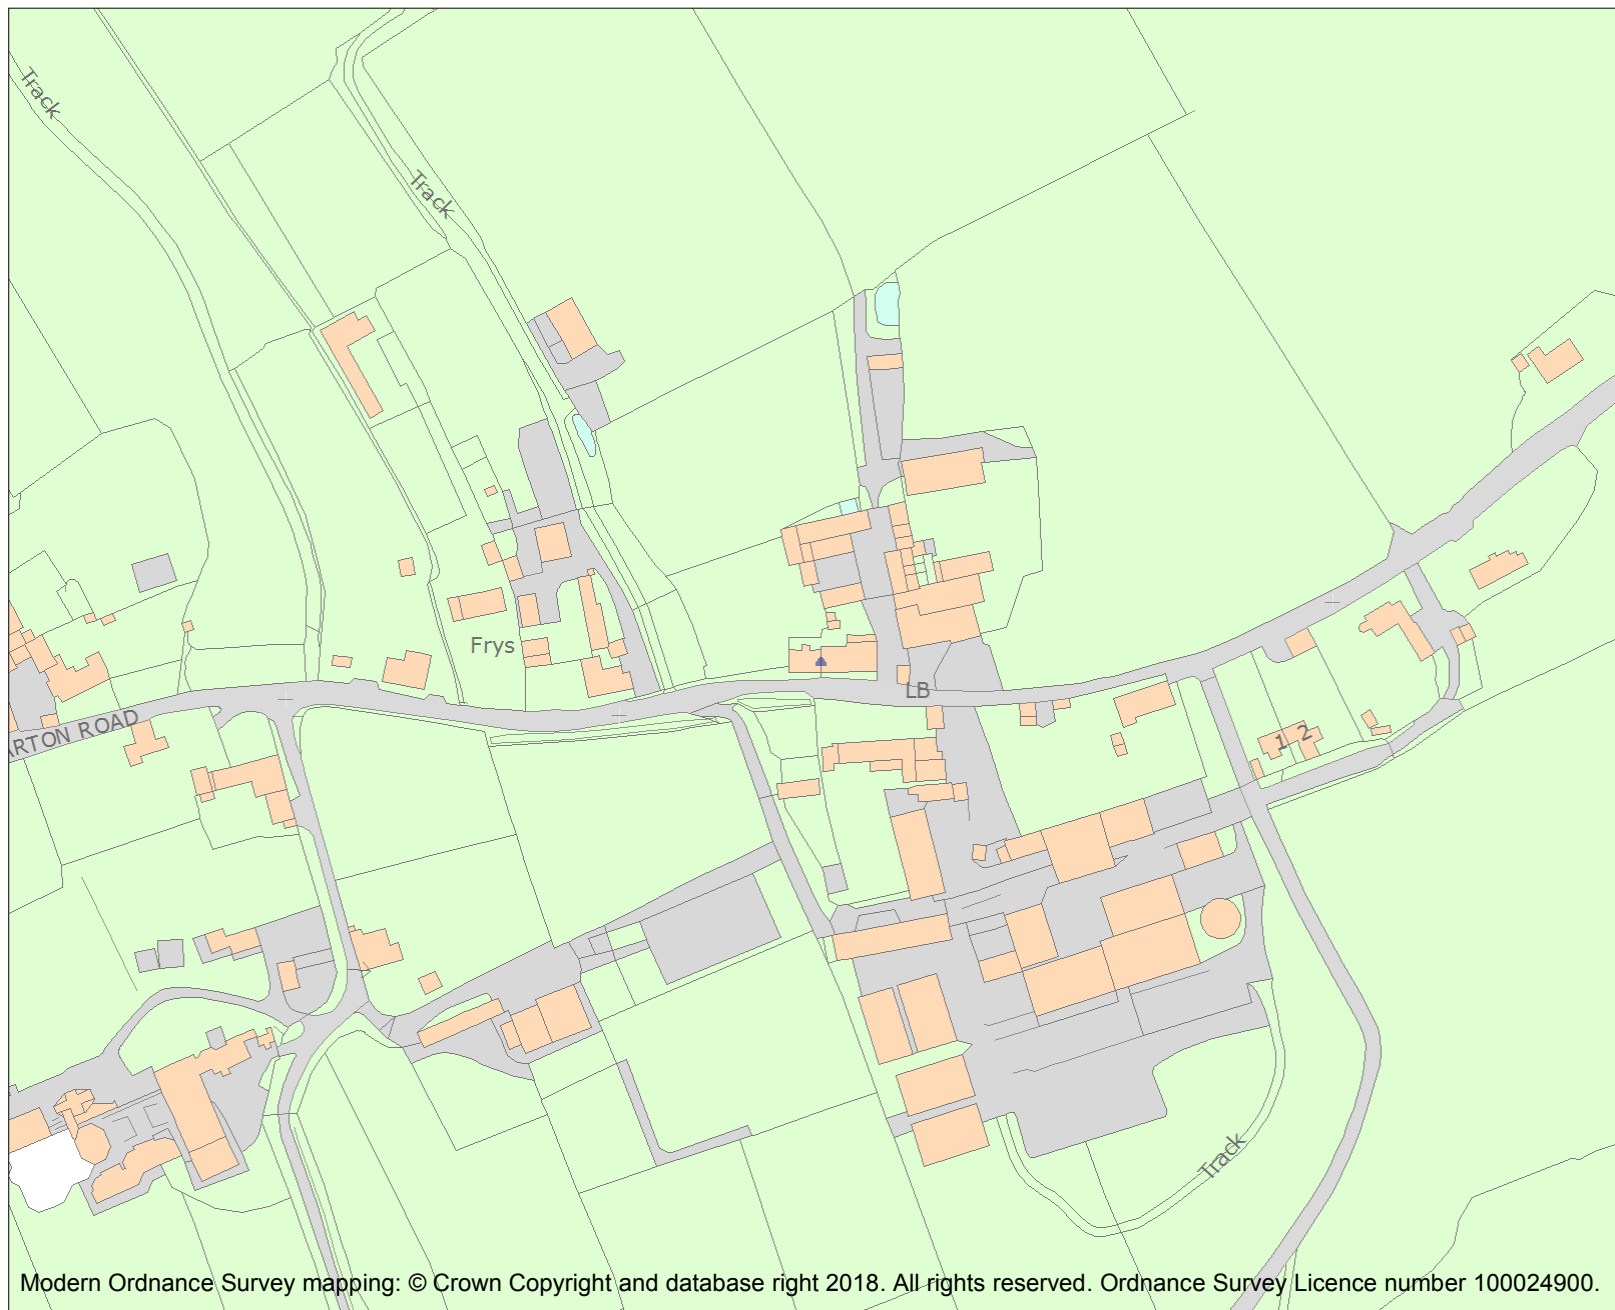 Track
Track
Frys
LB
ARTON ROAD
1 2
Track
Modern Ordnance Survey mapping: © Crown Copyright and database right 2018. All rights reserved. Ordnance Survey Licence number 100024900.